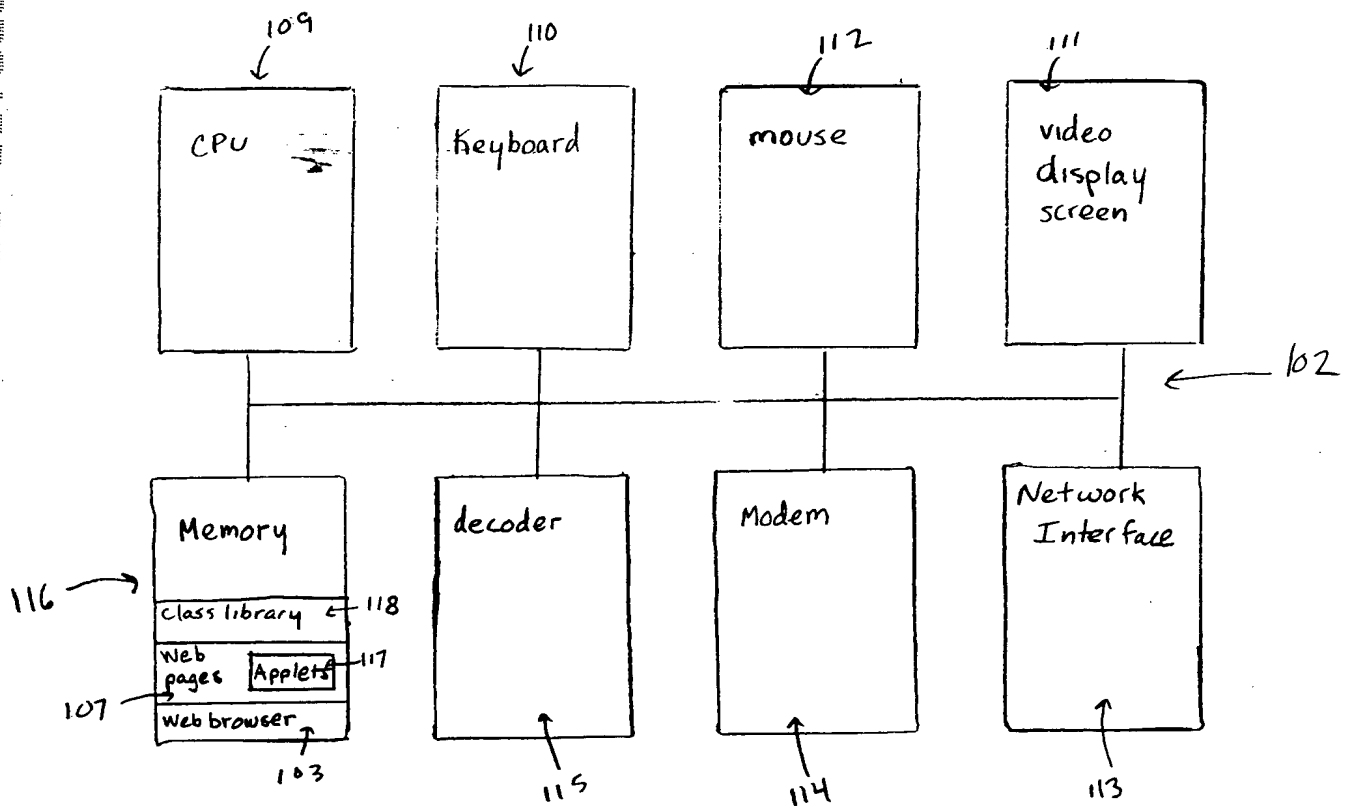 109
110
112
111
CPU
Keyboard
mouse
video
display
screen
102
Memory
decoder
Modem
Network
Interface
116
class library
118
Web
pages
Applets
117
107
Web browser
103
115
114
113